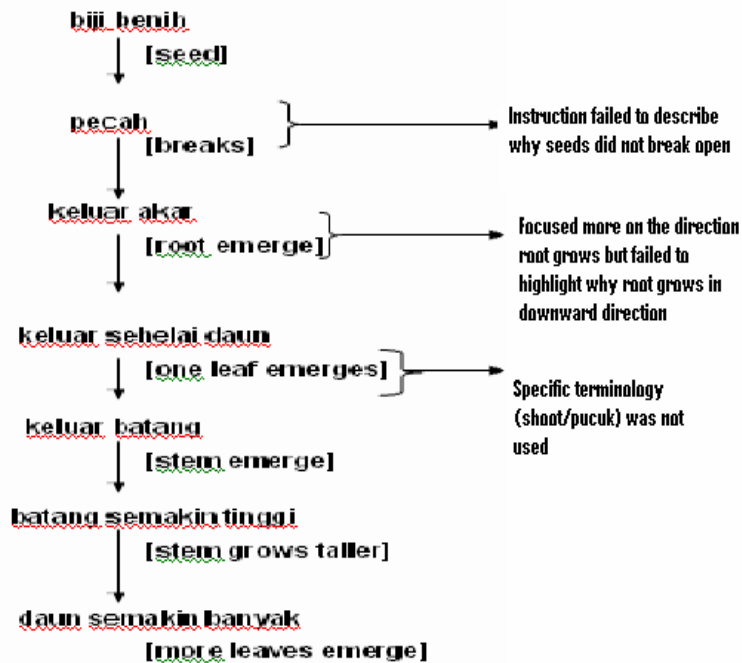 biji benih
[seed]
pecah
[breaks]
Instruction failed to describe
why seeds did not break open
keluar akar
[root emerge]
Focused more on the direction
root grows but failed to
highlight why root grows in
downward direction
keluar sehelai daun
[one leaf emerges]
Specific terminology
(shoot/pucuk) was not
used
keluar batang
[stem emerge]
batang semakin tinggi
[stem grows taller]
daun semakin banyak
[more leaves emerge]